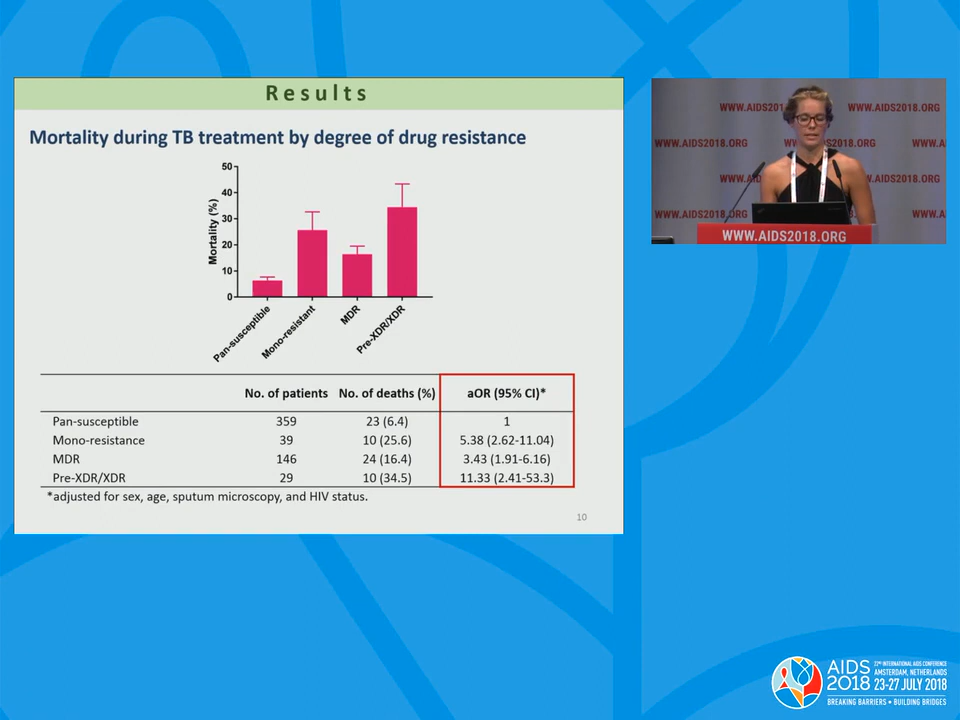 Results
Mortality during TB treatment by degree of drug resistance
Mortality (%)
50
40
30
20
10
0
Pan-susceptible
Mono-resistant
MDR
Pre-XDR/XDR
No. of patients No. of deaths (%) aOR (95% CI)*
Pan-susceptible 359 23 (6.4) 1
Mono-resistance 39 10 (25.6) 5.38 (2.62-11.04)
MDR 146 24 (16.4) 3.43 (1.91-6.16)
Pre-XDR/XDR 29 10 (34.5) 11.33 (2.41-53.3)
*adjusted for sex, age, sputum microscopy, and HIV status.
10
WWW.AIDS201 WWW.AIDS2018.ORG
WWW.AIDS2018.ORG S2018.ORG WWW.A
WWW.AID W.AIDS2018.ORG
WWW.AIDS2018.ORG WWW.A
WWW.AIDS2018.ORG
AIDS 2018
22ND INTERNATIONAL AIDS CONFERENCE
AMSTERDAM, NETHERLANDS
23-27 JULY 2018
BREAKING BARRIERS • BUILDING BRIDGES